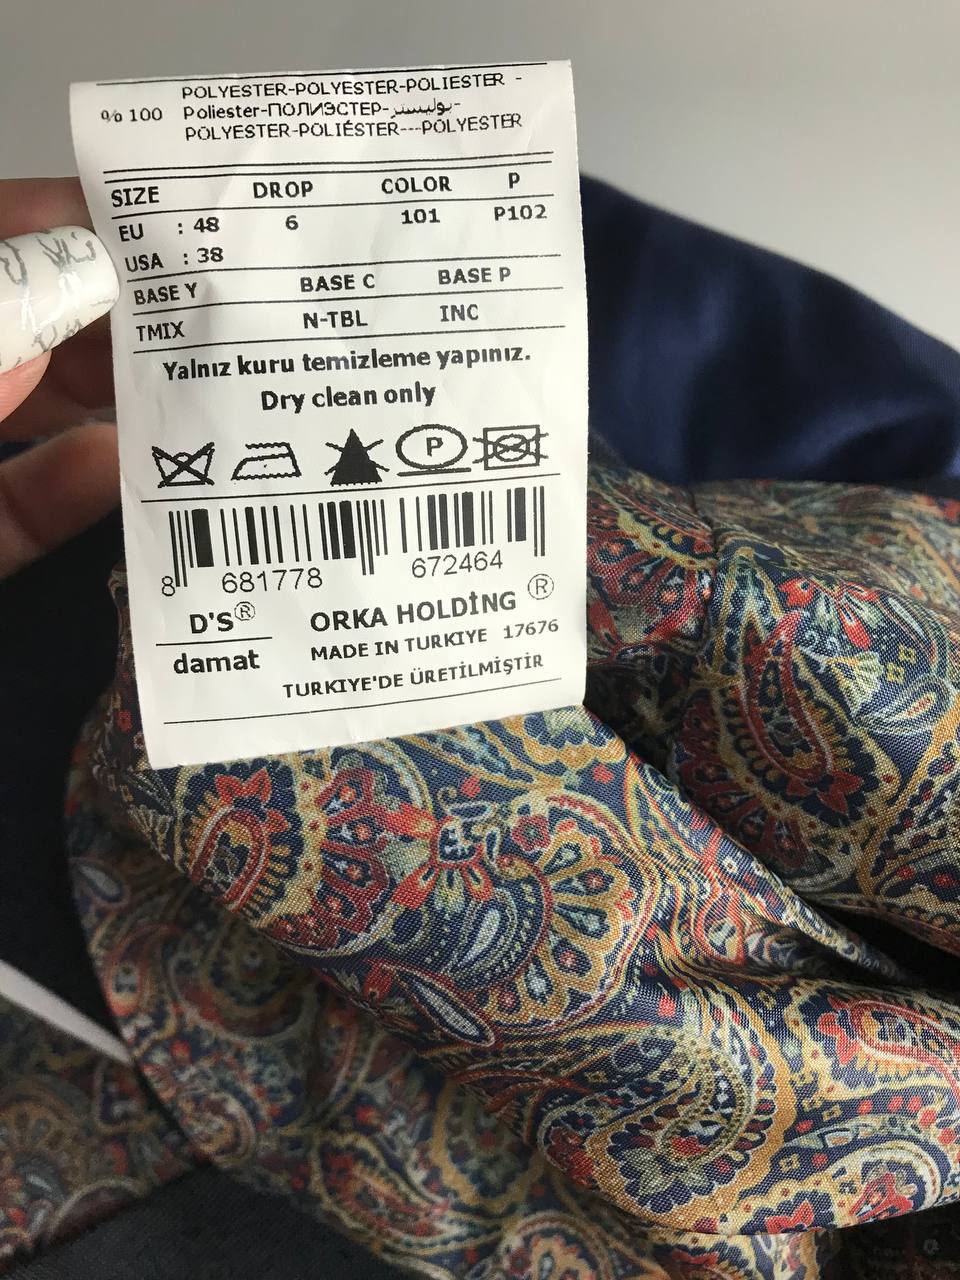 POLYESTER-POLYESTER-POLIESTER -
% 100 Poliester-ПОЛИЭСТЕР-بوليستر-
POLYESTER-POLIÉSTER---POLYESTER
SIZE DROP COLOR P
EU : 48 6 101 P102
USA : 38
BASE Y BASE C BASE P
TMIX N-TBL INC
Yalnız kuru temizleme yapınız.
Dry clean only
P
8 681778 672464
D'S® ORKA HOLDİNG ®
damat MADE IN TURKIYE 17676
TURKIYE'DE ÜRETİLMİŞTİR